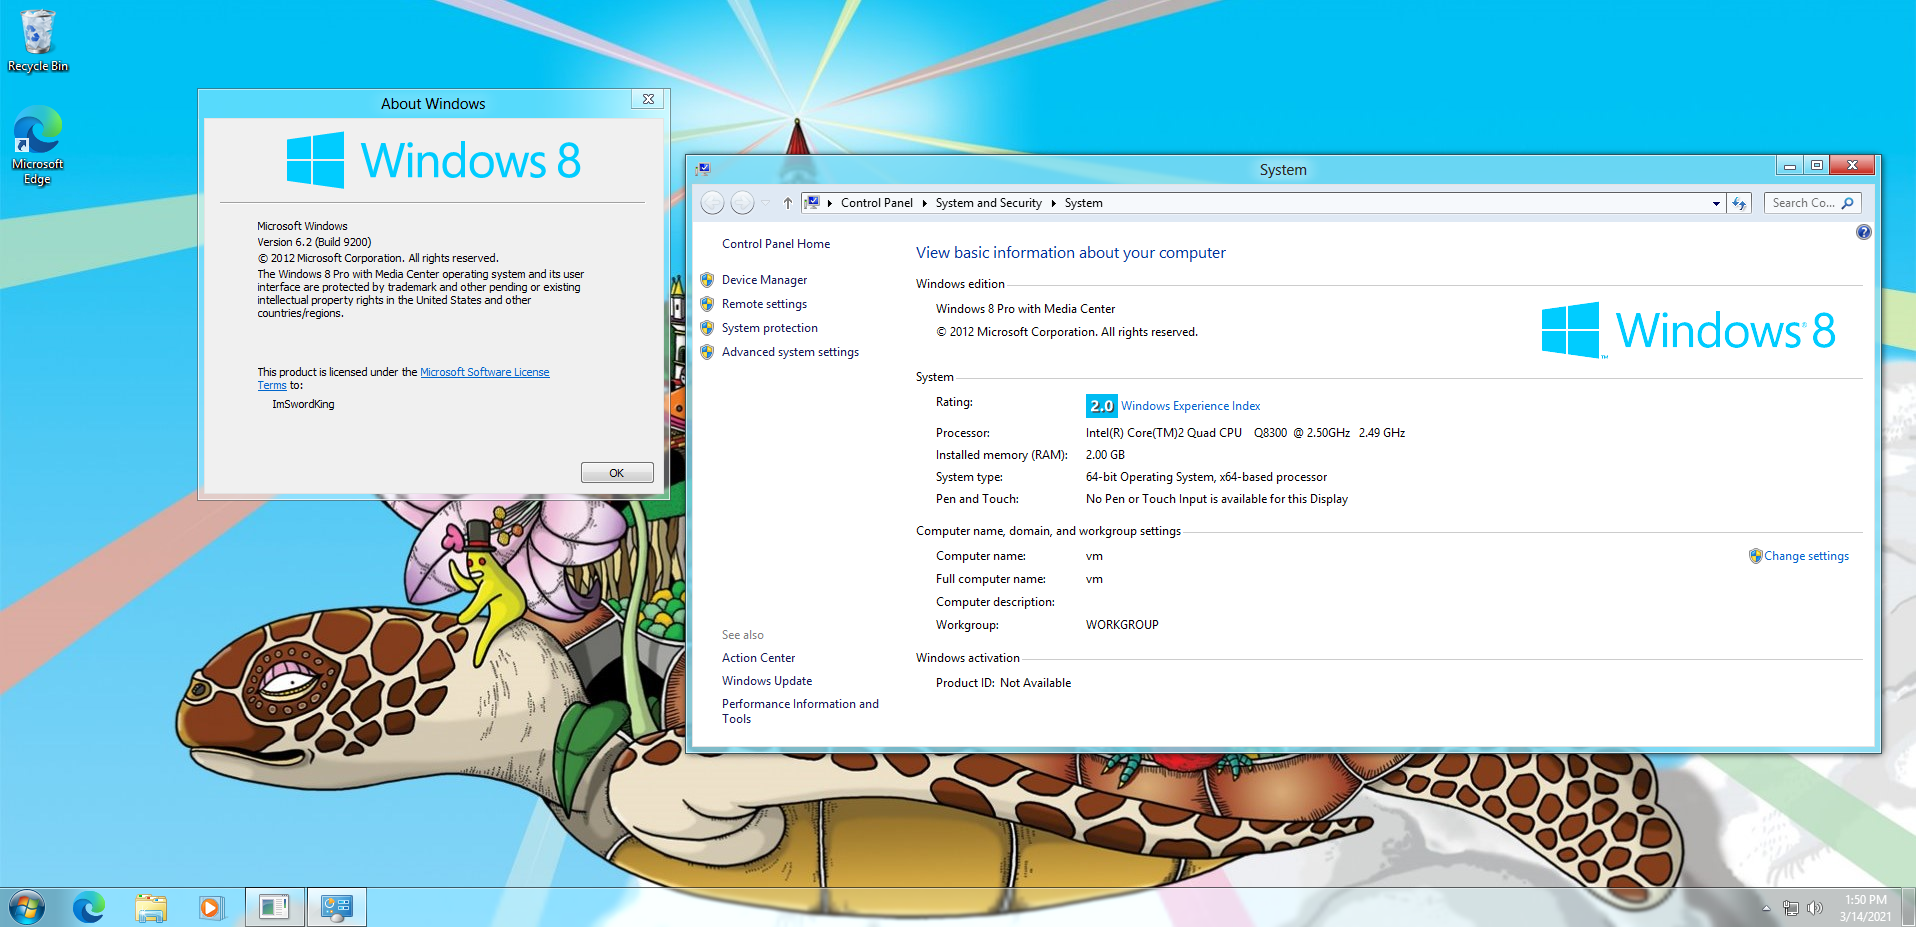 Recycle Bin
Microsoft
Edge
About Windows
Windows 8
Microsoft Windows
Version 6.2 (Build 9200)
© 2012 Microsoft Corporation. All rights reserved.
The Windows 8 Pro with Media Center operating system and its user
interface are protected by trademark and other pending or existing
intellectual property rights in the United States and other
countries/regions.
This product is licensed under the Microsoft Software License
Terms to:
ImSwordKing
OK
System
Control Panel System and Security System
Search Co...
Control Panel Home
Device Manager
Remote settings
System protection
Advanced system settings
See also
Action Center
Windows Update
Performance Information and
Tools
View basic information about your computer
Windows edition
Windows 8 Pro with Media Center
© 2012 Microsoft Corporation. All rights reserved.
Windows® 8
System
Rating: 2.0 Windows Experience Index
Processor: Intel(R) Core(TM)2 Quad CPU Q8300 @ 2.50GHz 2.49 GHz
Installed memory (RAM): 2.00 GB
System type: 64-bit Operating System, x64-based processor
Pen and Touch: No Pen or Touch Input is available for this Display
Computer name, domain, and workgroup settings
Computer name: vm
Change settings
Full computer name: vm
Computer description:
Workgroup: WORKGROUP
Windows activation
Product ID: Not Available
1:50 PM
3/14/2021